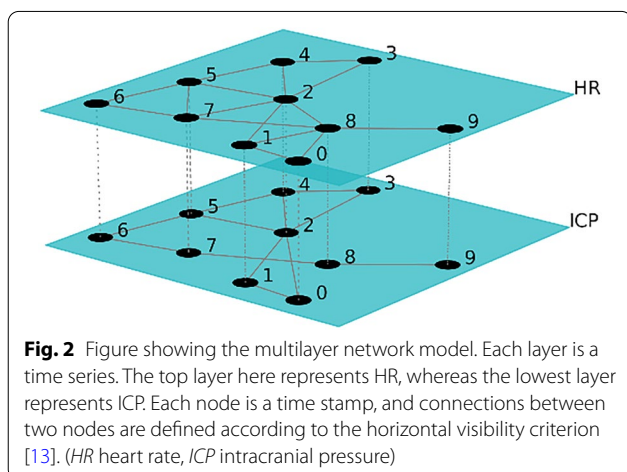 4
3
5
HR
6
2
7
8
9
1
0
4
3
5
ICP
6
2
7
8
9
1
0
Fig. 2 Figure showing the multilayer network model. Each layer is a
time series. The top layer here represents HR, whereas the lowest layer
represents ICP. Each node is a time stamp, and connections between
two nodes are defined according to the horizontal visibility criterion
[13]. (HR heart rate, ICP intracranial pressure)